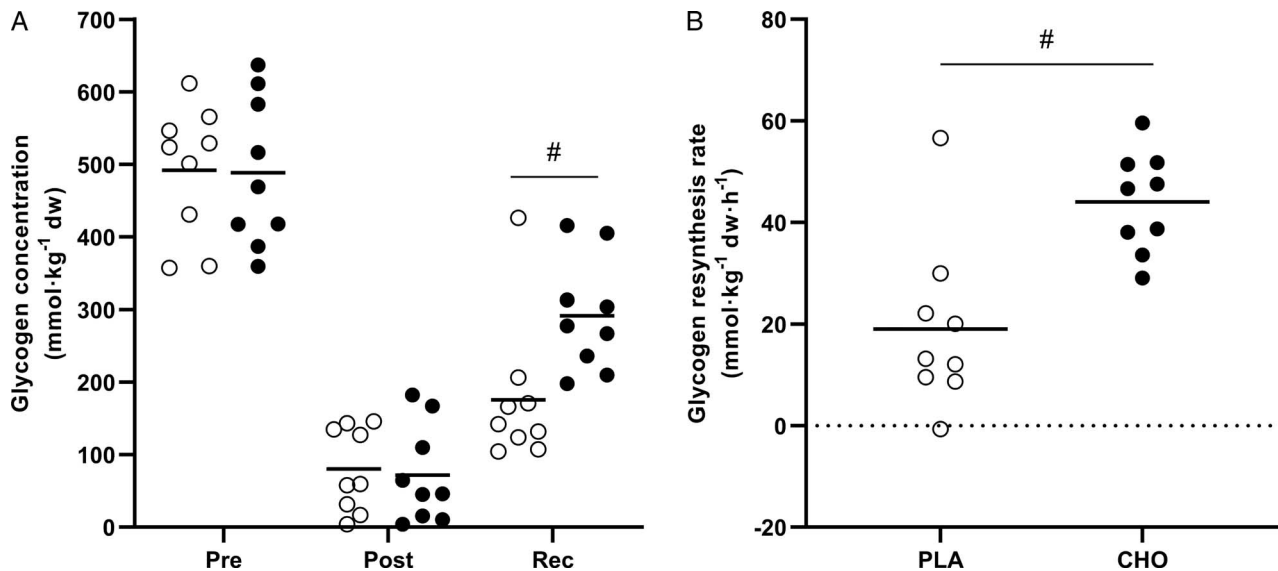 A
Glycogen concentration
(mmol·kg⁻¹ dw)
700
600
500
400
300
200
100
0
#
Pre
Post
Rec
B
Glycogen resynthesis rate
(mmol·kg⁻¹ dw·h⁻¹)
80
60
40
20
0
-20
#
PLA
CHO